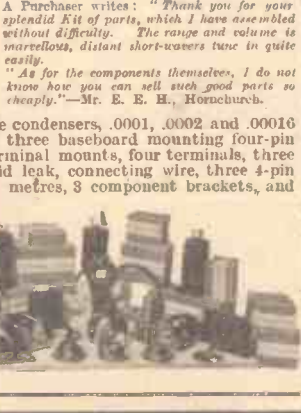 A Purchaser writes : " Thank you for your
splendid Kit of parts, which I have assembled
without difficulty. The range and volume is
marvellous, distant short-wavers tune in quite
easily.
" As for the components themselves, I do not
know how you can sell such good parts so
cheaply."—Mr. E. E. H., Hornchurch.
e condensers, .0001, .0002 and .00016
three baseboard mounting four-pin
rminal mounts, four terminals, three
id leak, connecting wire, three 4-pin
metres, 3 component brackets, and